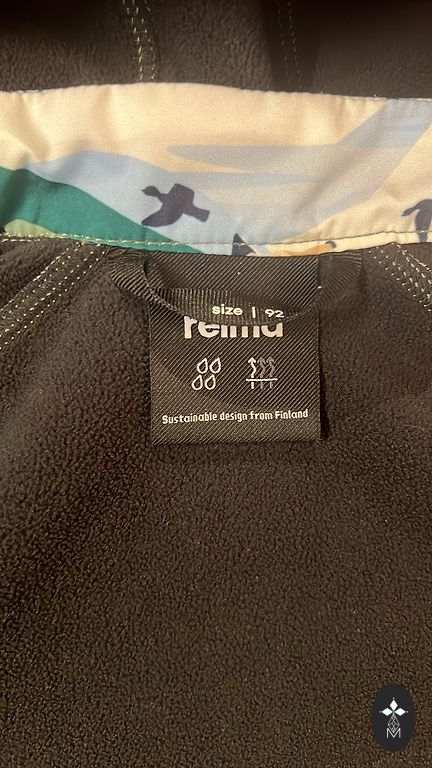 size | 92
reima
Sustainable design from Finland
M